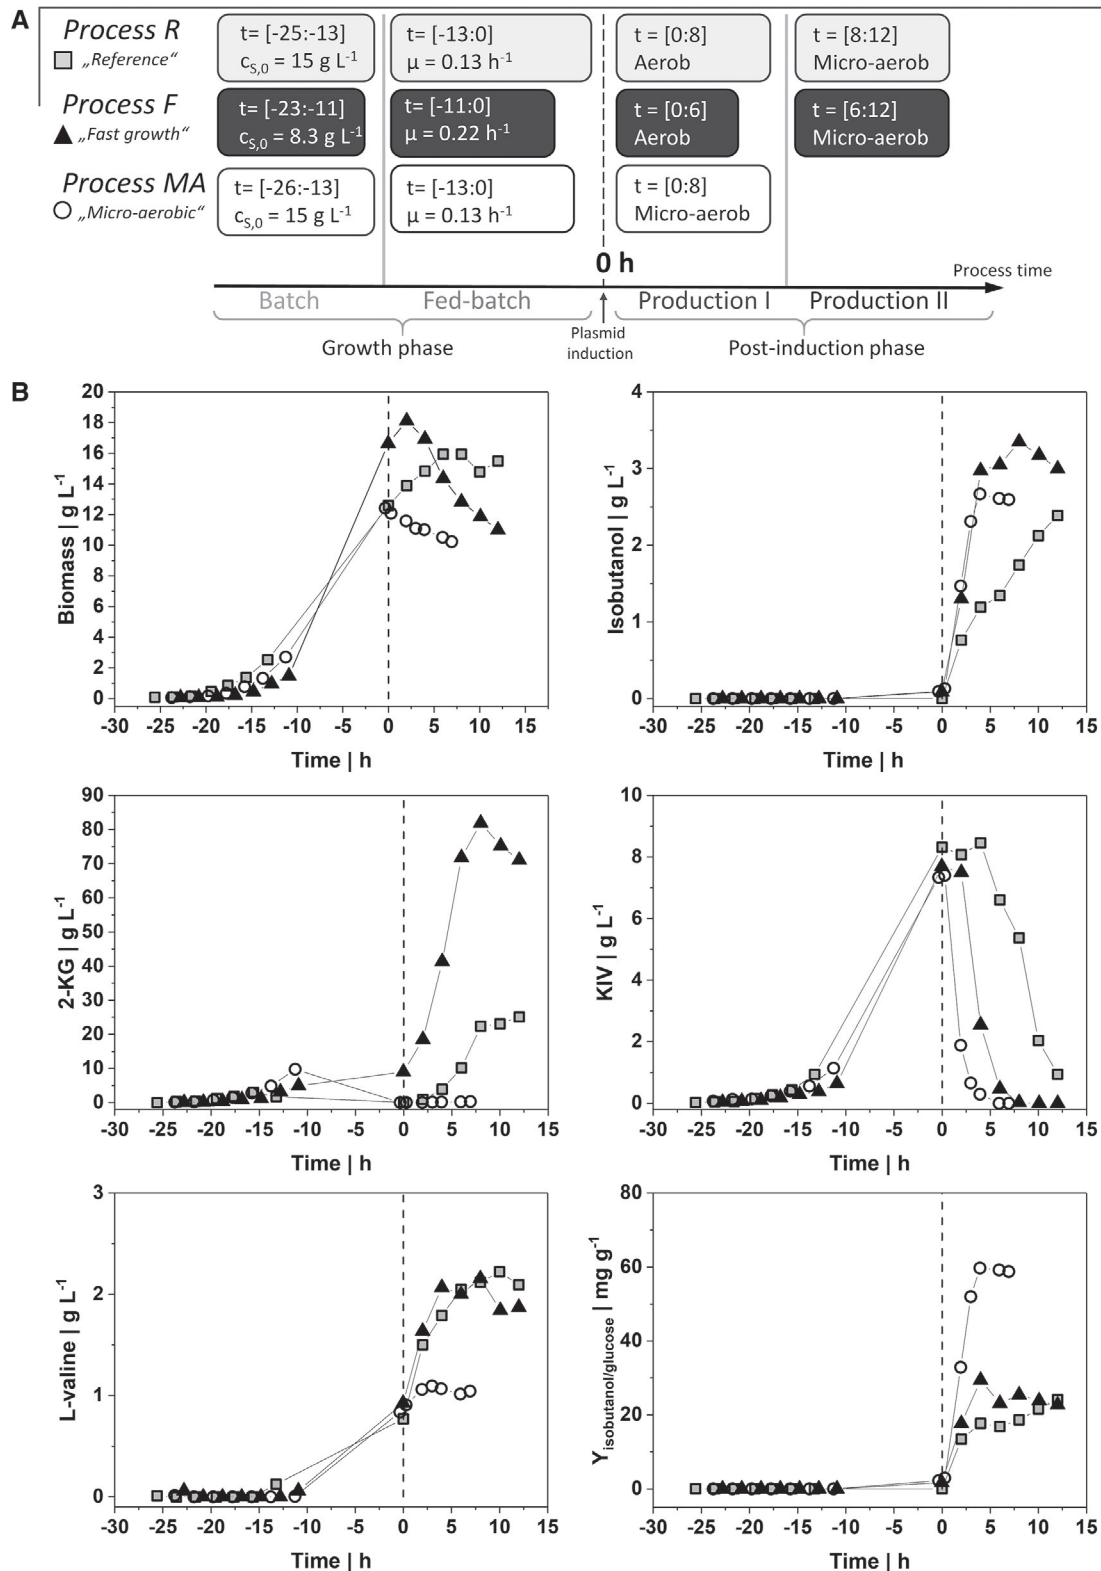 A
Process R
„Reference“
t= [-25:-13]
cS,0 = 15 g L-1
t= [-13:0]
µ = 0.13 h-1
t = [0:8]
Aerob
t = [8:12]
Micro-aerob
Process F
„Fast growth“
t= [-23:-11]
cS,0 = 8.3 g L-1
t= [-11:0]
µ = 0.22 h-1
t = [0:6]
Aerob
t = [6:12]
Micro-aerob
Process MA
„Micro-aerobic“
t= [-26:-13]
cS,0 = 15 g L-1
t= [-13:0]
µ = 0.13 h-1
t = [0:8]
Micro-aerob
0 h
Process time
Batch
Fed-batch
Production I
Production II
Growth phase
Plasmid
induction
Post-induction phase
B
20
18
16
14
12
10
8
6
4
2
0
Biomass | g L-1
-30 -25 -20 -15 -10 -5 0 5 10 15
Time | h
4
3
2
1
0
Isobutanol | g L-1
-30 -25 -20 -15 -10 -5 0 5 10 15
Time | h
90
80
70
60
50
40
30
20
10
0
2-KG | g L-1
-30 -25 -20 -15 -10 -5 0 5 10 15
Time | h
10
8
6
4
2
0
KIV | g L-1
-30 -25 -20 -15 -10 -5 0 5 10 15
Time | h
3
2
1
0
L-valine | g L-1
-30 -25 -20 -15 -10 -5 0 5 10 15
Time | h
80
60
40
20
0
Yisobutanol/glucose | mg g-1
-30 -25 -20 -15 -10 -5 0 5 10 15
Time | h